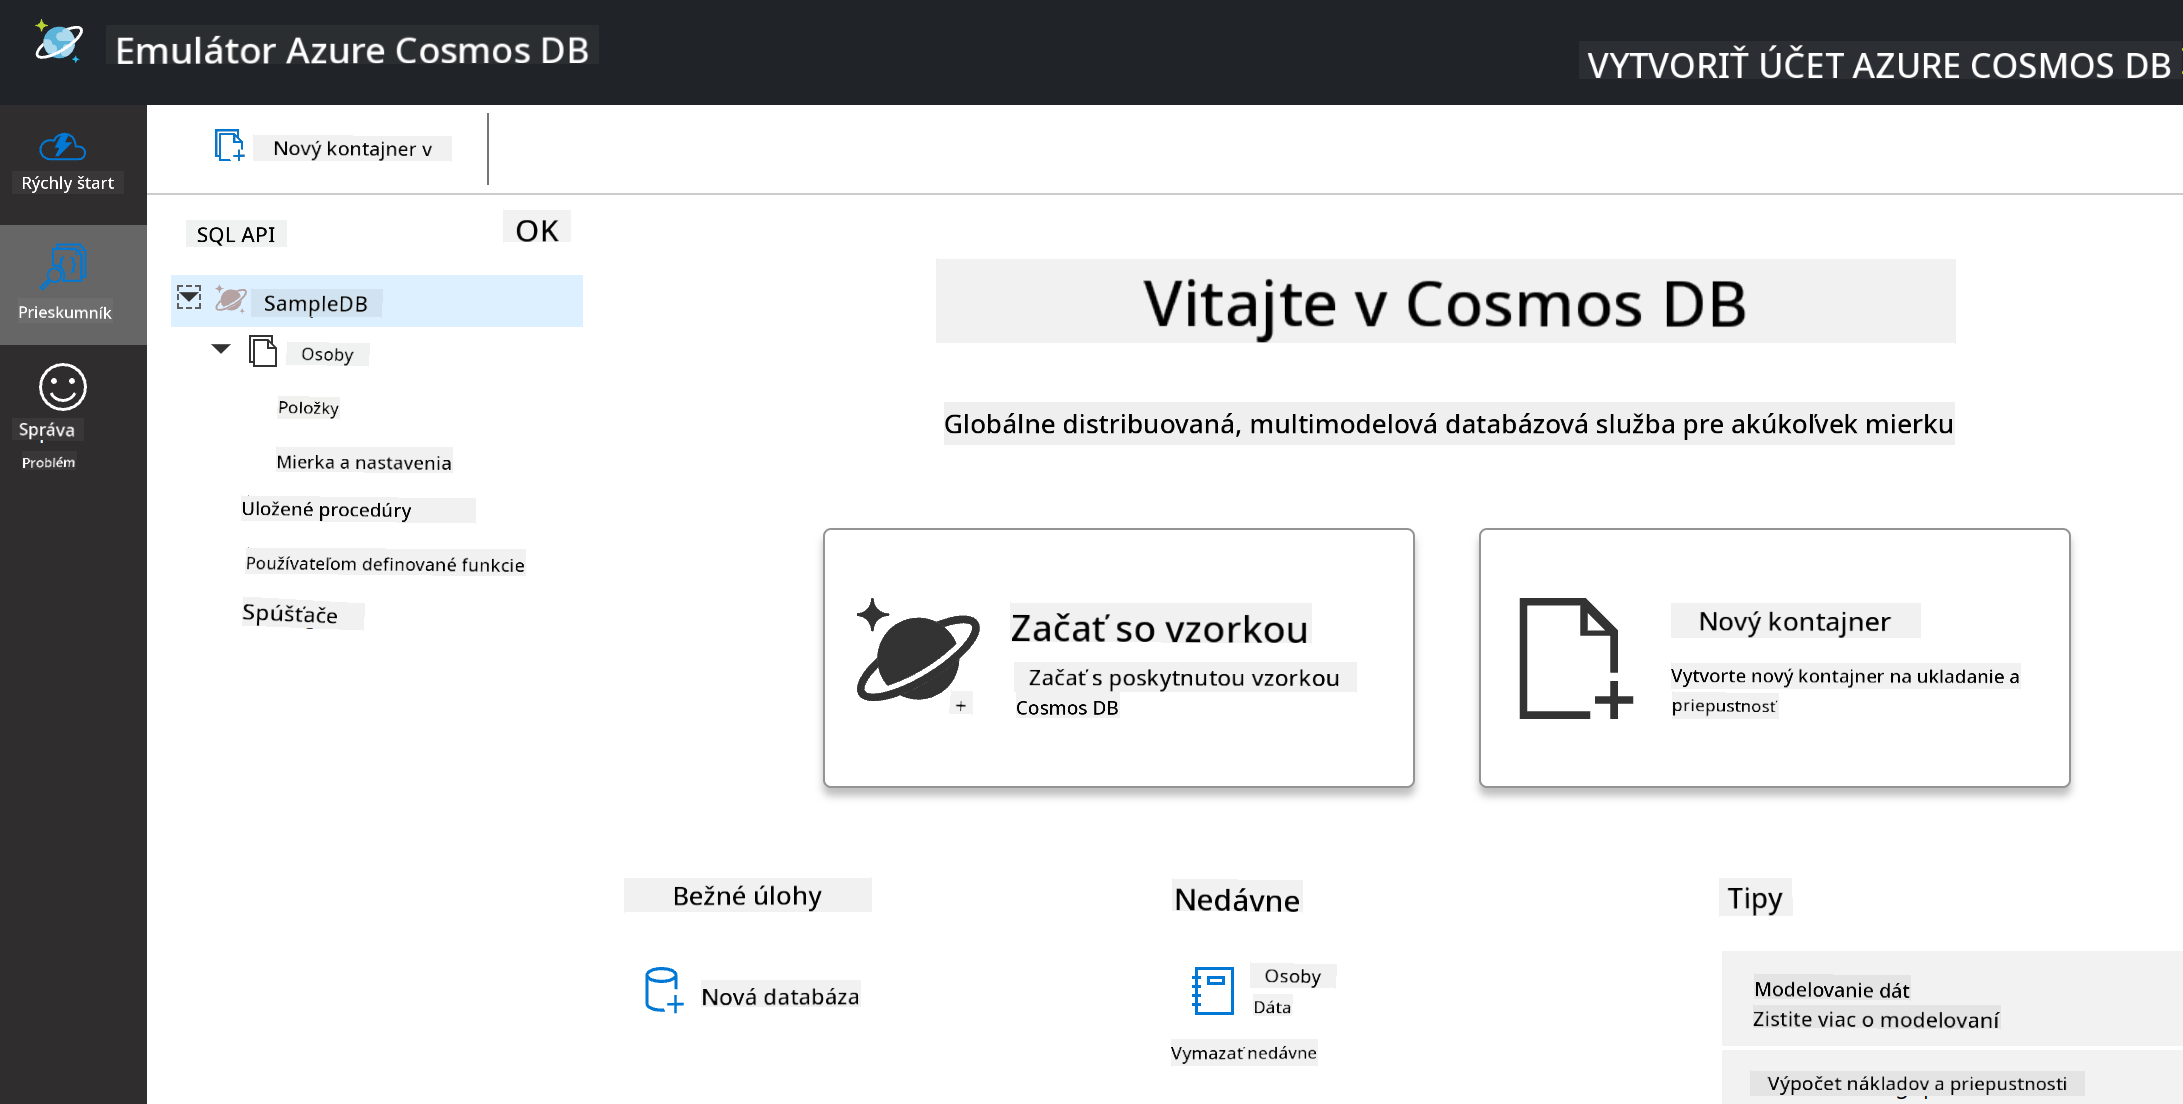 Emulátor Azure Cosmos DB
VYTVORIŤ ÚČET AZURE COSMOS DB
Nový kontajner v
Rýchly štart
Prieskumník
Správa
Problém
SQL API
OK
SampleDB
Osoby
Položky
Mierka a nastavenia
Uložené procedúry
Používateľom definované funkcie
Spúšťače
Vitajte v Cosmos DB
Globálne distribuovaná, multimodelová databázová služba pre akúkoľvek mierku
Začať so vzorkou
Začať s poskytnutou vzorkou
Cosmos DB
Nový kontajner
Vytvorte nový kontajner na ukladanie a
priepustnosť
Bežné úlohy
Nová databáza
Nedávne
Osoby
Dáta
Vymazať nedávne
Tipy
Modelovanie dát
Zistite viac o modelovaní
Výpočet nákladov a priepustnosti